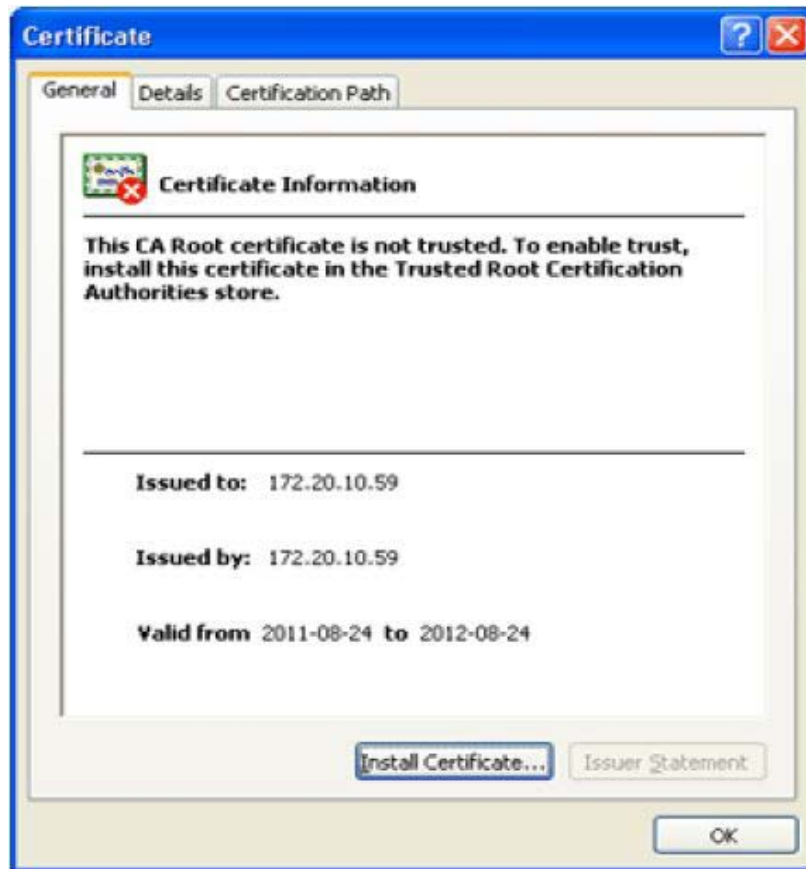 Certificate
General Details Certification Path
Certificate Information
This CA Root certificate is not trusted. To enable trust,
install this certificate in the Trusted Root Certification
Authorities store.
Issued to: 172.20.10.59
Issued by: 172.20.10.59
Valid from 2011-08-24 to 2012-08-24
Install Certificate... Issuer Statement
OK